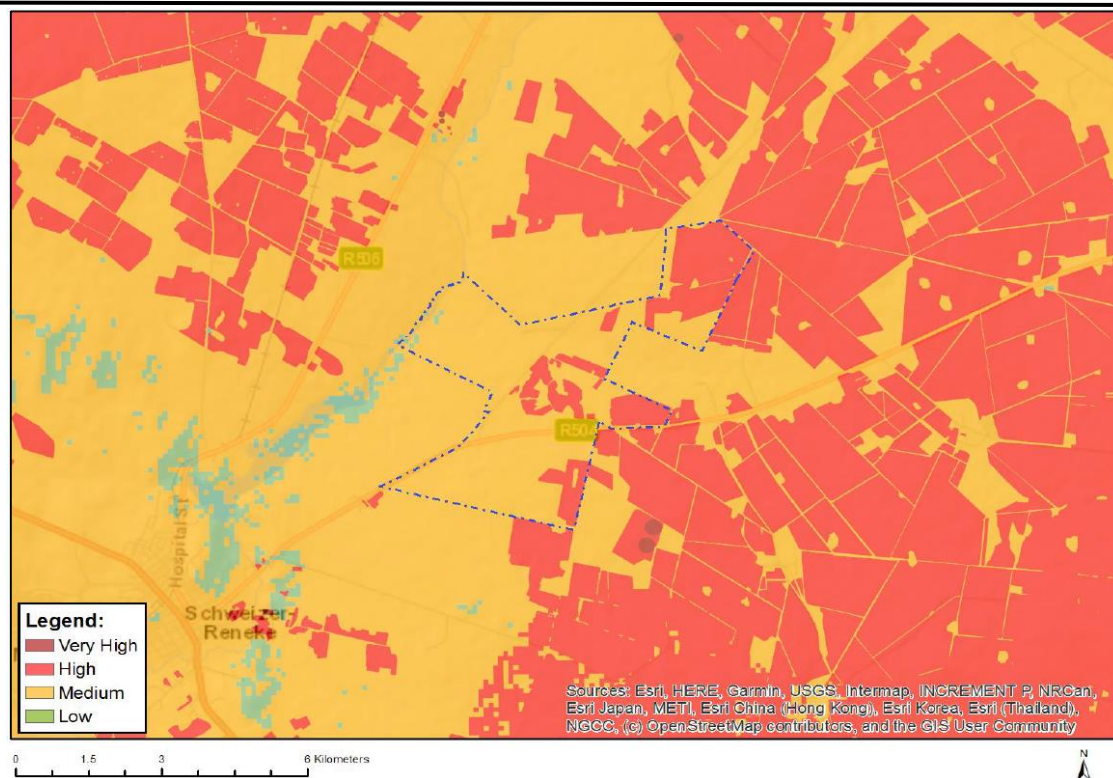 R506
R504
Hospital ST
Schweizer-
Reneke
Legend:
Very High
High
Medium
Low
Sources: Esri, HERE, Garmin, USGS, Intermap, INCREMENT P, NRCan,
Esri Japan, METI, Esri China (Hong Kong), Esri Korea, Esri (Thailand),
NGCC, (c) OpenStreetMap contributors, and the GIS User Community
0 1.5 3 6 Kilometers
N